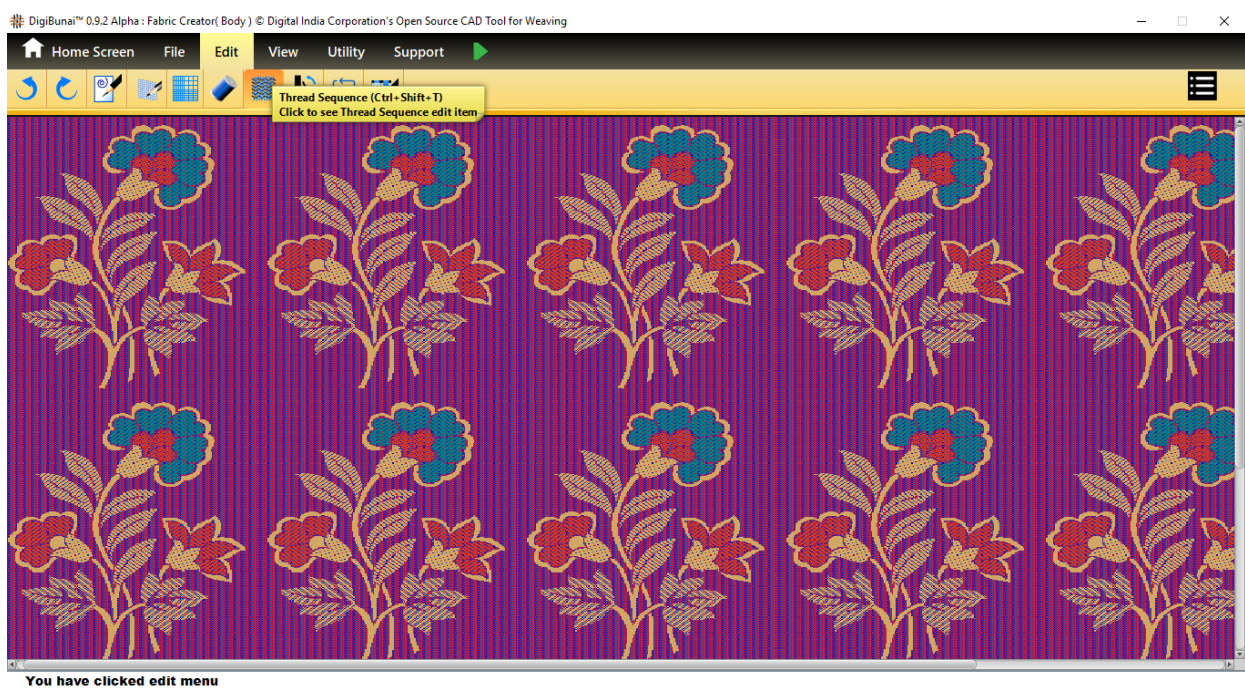 DigiBunai™ 0.9.2 Alpha : Fabric Creator( Body ) © Digital India Corporation's Open Source CAD Tool for Weaving
Home Screen File Edit View Utility Support
Thread Sequence (Ctrl+Shift+T)
Click to see Thread Sequence edit item
You have clicked edit menu